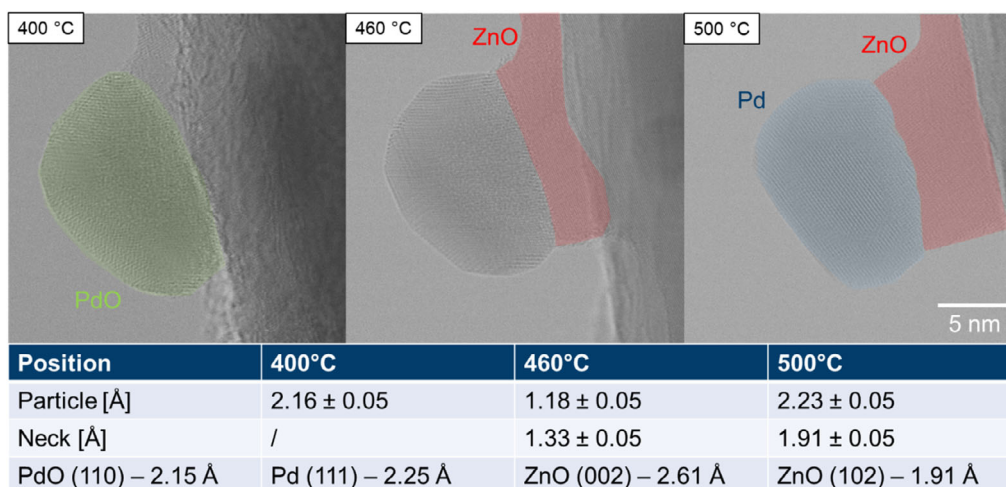 400 °C
460 °C
ZnO
500 °C
ZnO
Pd
PdO
5 nm
Position 400°C 460°C 500°C
Particle [Å] 2.16 ± 0.05 1.18 ± 0.05 2.23 ± 0.05
Neck [Å] / 1.33 ± 0.05 1.91 ± 0.05
PdO (110) – 2.15 Å Pd (111) – 2.25 Å ZnO (002) – 2.61 Å ZnO (102) – 1.91 Å